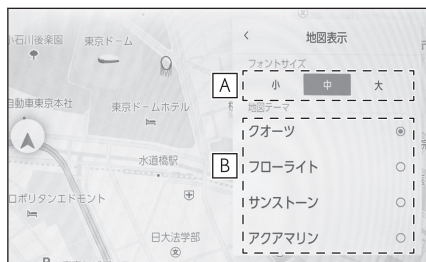 小石川後楽園
東京ドーム
自動車東京本社
東京ドームホテル
水道橋駅
ロポリタンエドモント
日大法学部
文
P
地図表示
フォントサイズ
A
小 中 大
地図テーマ
B
クオーツ
フローライト
サンストーン
アクアマリン